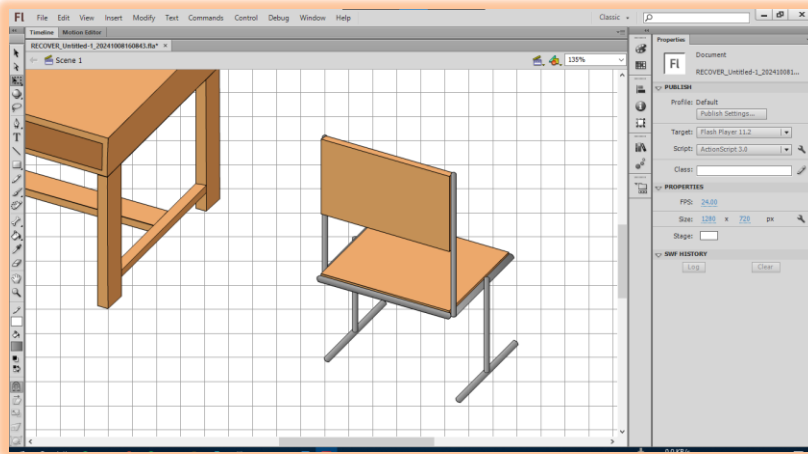 Fl File Edit View Insert Modify Text Commands Control Debug Window Help Classic
Timeline Motion Editor
RECOVER_Untitled-1_20241008160843.fla* ×
Scene 1 135%
Properties
Fl Document
RECOVER_Untitled-1_202410081...
PUBLISH
Profile: Default
Publish Settings...
Target: Flash Player 11.2
Script: ActionScript 3.0
Class:
PROPERTIES
FPS: 24.00
Size: 1280 x 720 px
Stage:
SWF HISTORY
Log Clear